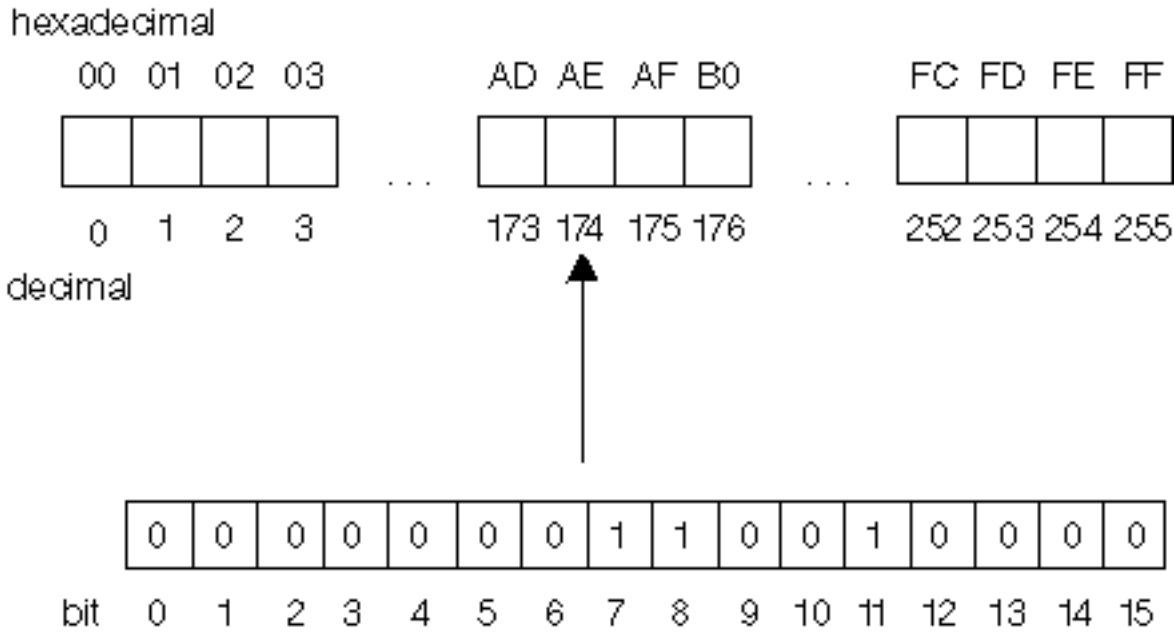 hexadecimal
00 01 02 03 AD AE AF B0 FC FD FE FF
. . . . . .
0 1 2 3 173 174 175 176 252 253 254 255
decimal
0 0 0 0 0 0 0 1 1 0 0 1 0 0 0 0
bit 0 1 2 3 4 5 6 7 8 9 10 11 12 13 14 15